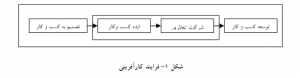 تصمیم به کسب و کار
ایده کسب و کار
شرکت تجاری
توسعه کسب و کار
شکل ۱- فرایند کارآفرینی